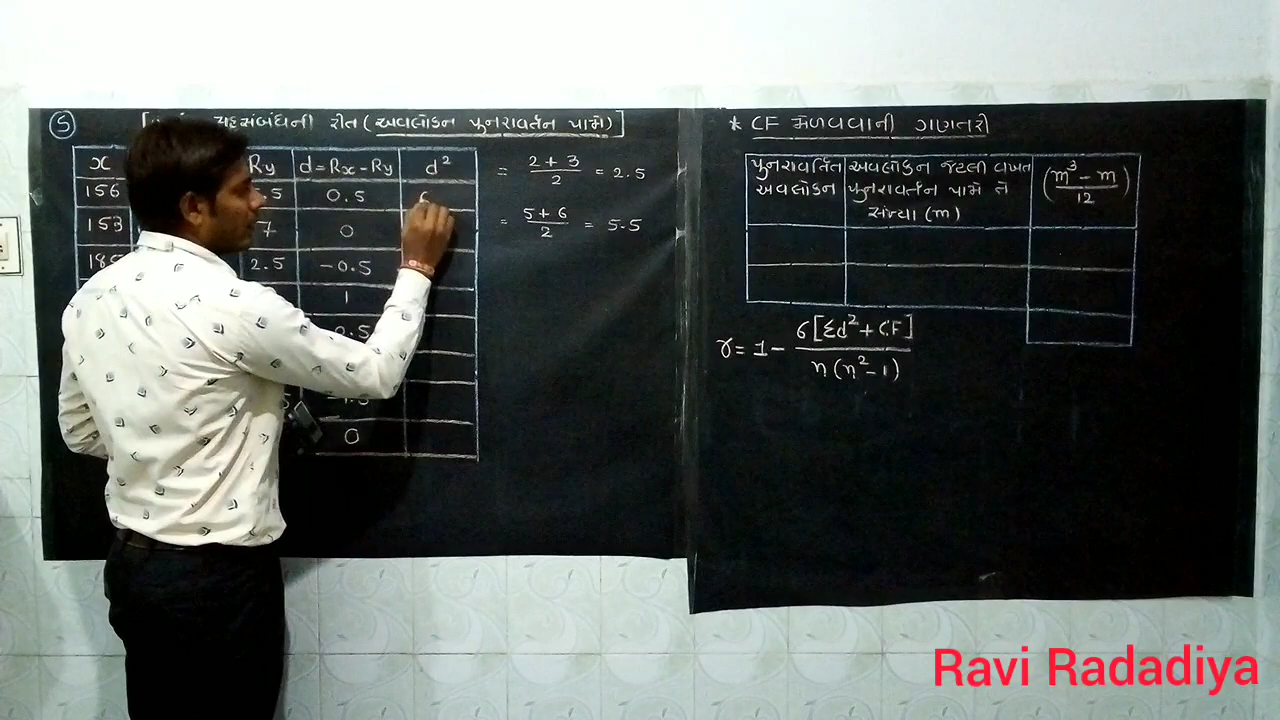 5
સહસંબંધની રીત (અવલોકન પુનરાવર્તન પામે)]
x Ry d = Rx - Ry d²
156 .5 0.5
153 7 0
2.5 -0.5
1
0
= 2 + 3 / 2 = 2.5
= 5 + 6 / 2 = 5.5
* CF મેળવવાની ગણતરી
પુનરાવર્તિત અવલોકન જેટલી વખત (m³ - m / 12)
અવલોકન પુનરાવર્તન પામે તે
સંખ્યા (m)
r = 1 - 6[Σd² + CF] / n(n² - 1)
Ravi Radadiya